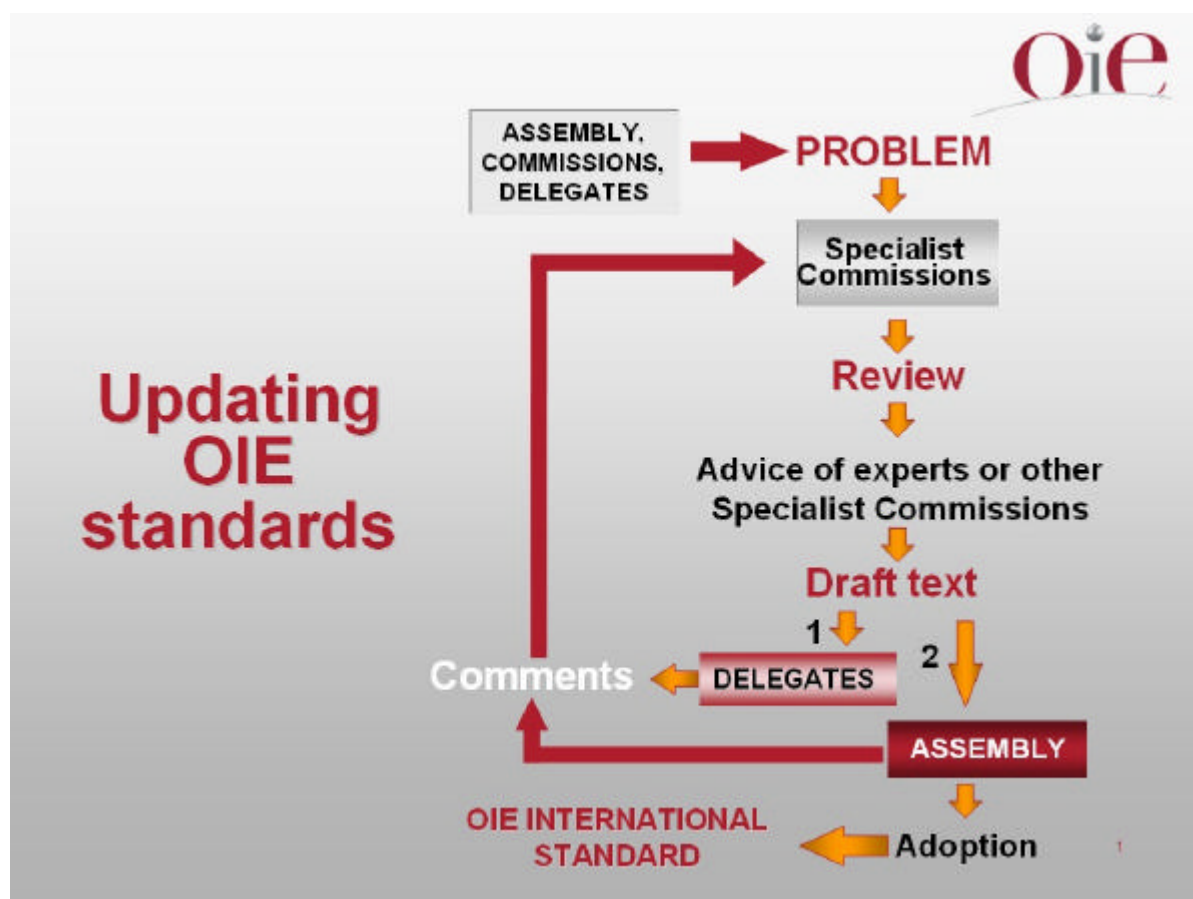 oie
ASSEMBLY,
COMMISSIONS,
DELEGATES
PROBLEM
Specialist
Commissions
Review
Updating
OIE
standards
Advice of experts or other
Specialist Commissions
Draft text
1
2
Comments
DELEGATES
ASSEMBLY
OIE INTERNATIONAL
STANDARD
Adoption
1